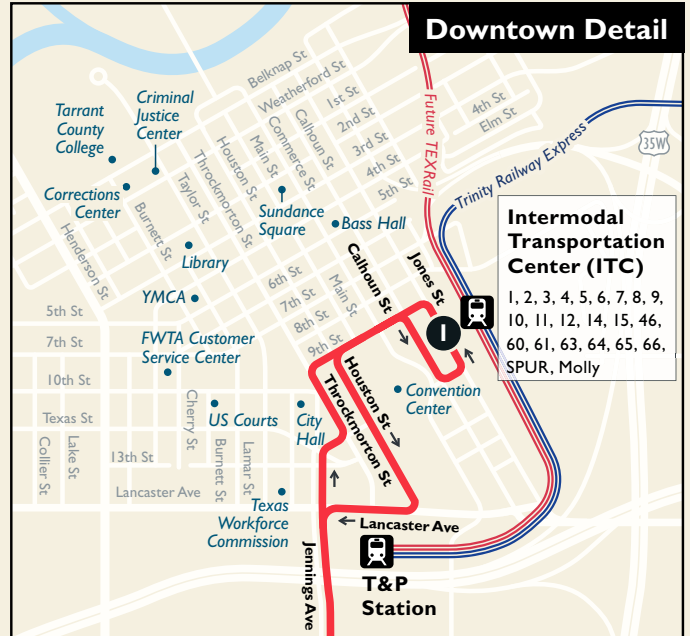 Downtown Detail
Belknap St
Weatherford St
1st St
2nd St
3rd St
4th St
5th St
4th St
Elm St
Future TEXRail
Trinity Railway Express
35W
Tarrant
County
College
Criminal
Justice
Center
Corrections
Center
Houston St
Main St
Commerce St
Calhoun St
Throckmorton St
Taylor St
Burnett St
Henderson St
Sundance
Square
Bass Hall
Library
YMCA
Intermodal
Transportation
Center (ITC)
1, 2, 3, 4, 5, 6, 7, 8, 9,
10, 11, 12, 14, 15, 46,
60, 61, 63, 64, 65, 66,
SPUR, Molly
Calhoun St
Jones St
Main St
6th St
7th St
8th St
9th St
1
5th St
7th St
10th St
Texas St
13th St
Lancaster Ave
FWTA Customer
Service Center
US Courts
City
Hall
Convention
Center
Houston St
Throckmorton St
Collier St
Lake St
Cherry St
Burnett St
Lamar St
Texas
Workforce
Commission
Lancaster Ave
Jennings Ave
T&P
Station